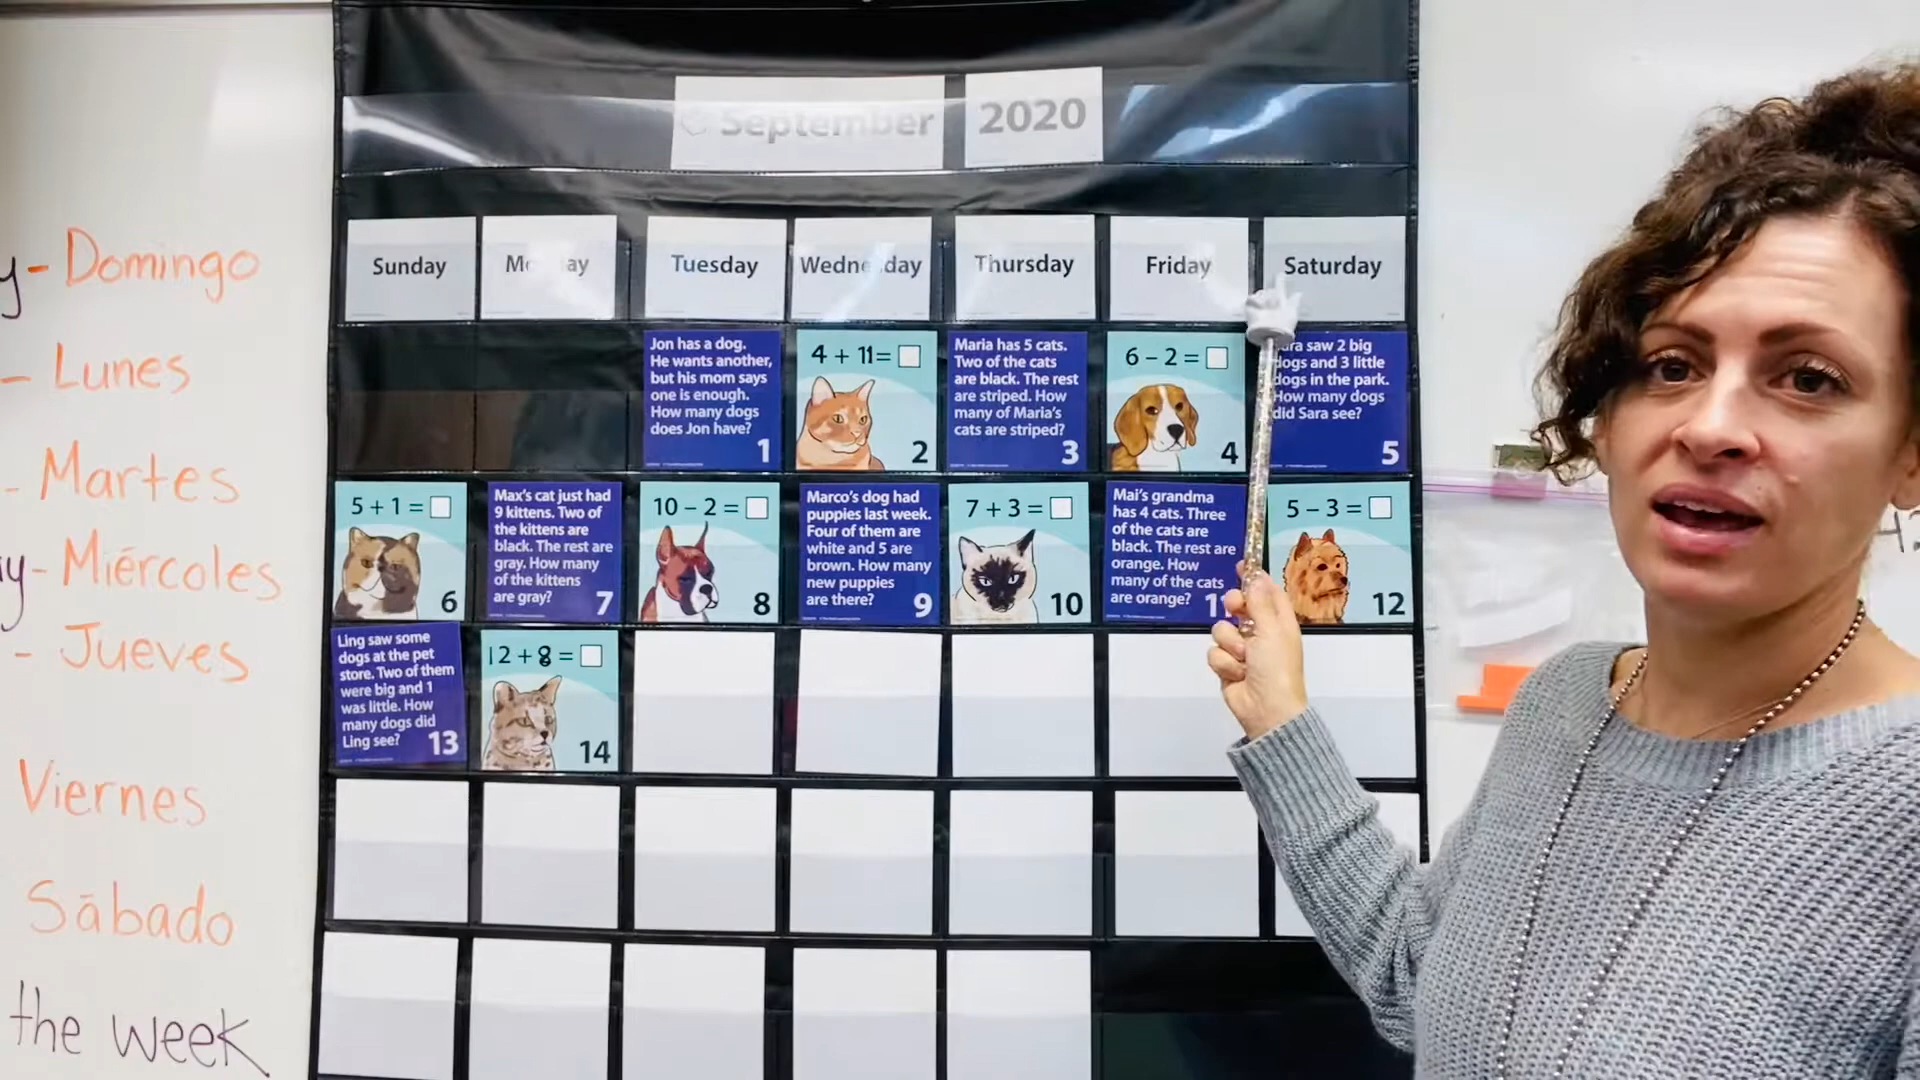 September 2020
Sunday
Tuesday
Thursday
Friday
Saturday
Jon has a dog.
He wants another,
but his mom says
one is enough.
How many dogs
does Jon have?
1
4 + 11 =
2
Maria has 5 cats.
Two of the cats
are black. The rest
are striped. How
many of Maria's
cats are striped?
3
6 – 2 =
4
saw 2 big
dogs and 3 little
dogs in the park.
How many dogs
did Sara see?
5
5 + 1 =
6
Max's cat just had
9 kittens. Two of
the kittens are
black. The rest are
gray. How many
of the kittens
are gray?
7
10 – 2 =
8
Marco's dog had
puppies last week.
Four of them are
white and 5 are
brown. How many
new puppies
are there?
9
7 + 3 =
10
Mai's grandma
has 4 cats. Three
of the cats are
black. The rest are
orange. How
many of the cats
are orange?
5 – 3 =
12
Ling saw some
dogs at the pet
store. Two of them
were big and 1
was little. How
many dogs did
Ling see?
13
12 + 8 =
14
y - Domingo
- Lunes
- Martes
y - Miércoles
- Jueves
Viernes
Sábado
the week